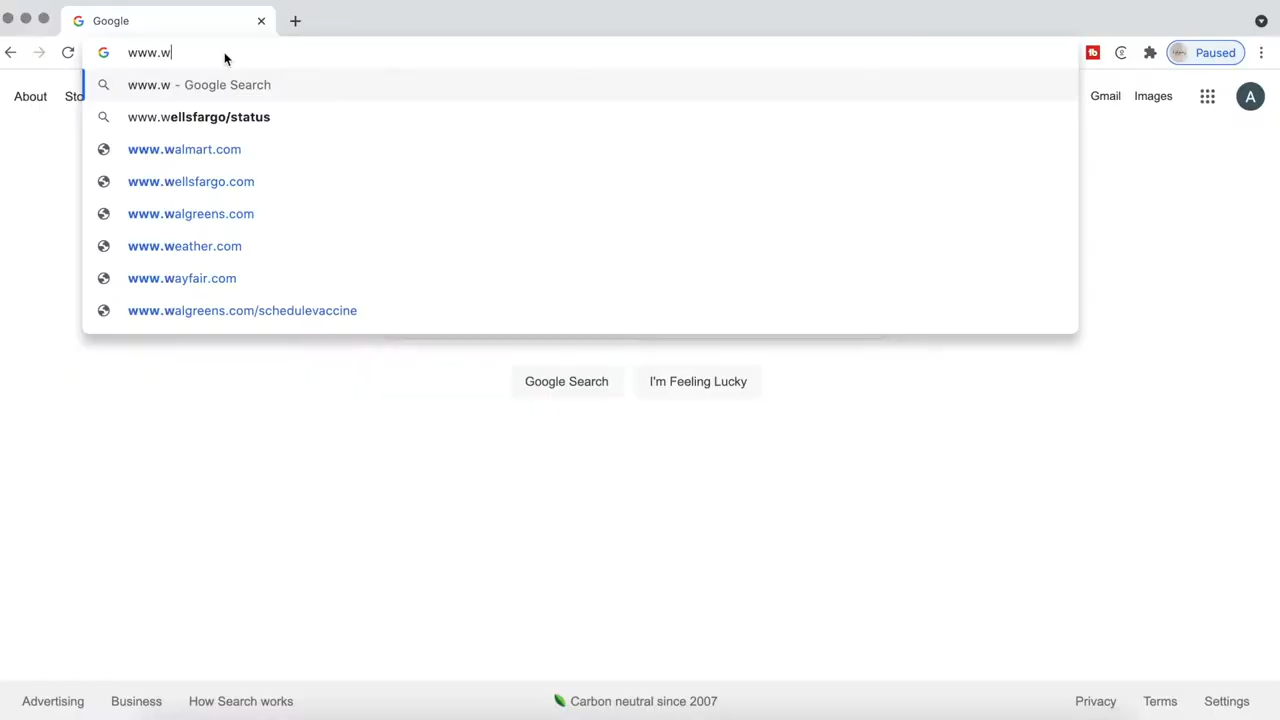 Google
www.w
Paused
www.w - Google Search
About
Sto
Gmail
Images
A
www.wellsfargo/status
www.walmart.com
www.wellsfargo.com
www.walgreens.com
www.weather.com
www.wayfair.com
www.walgreens.com/schedulevaccine
Google Search
I'm Feeling Lucky
Advertising
Business
How Search works
Carbon neutral since 2007
Privacy
Terms
Settings